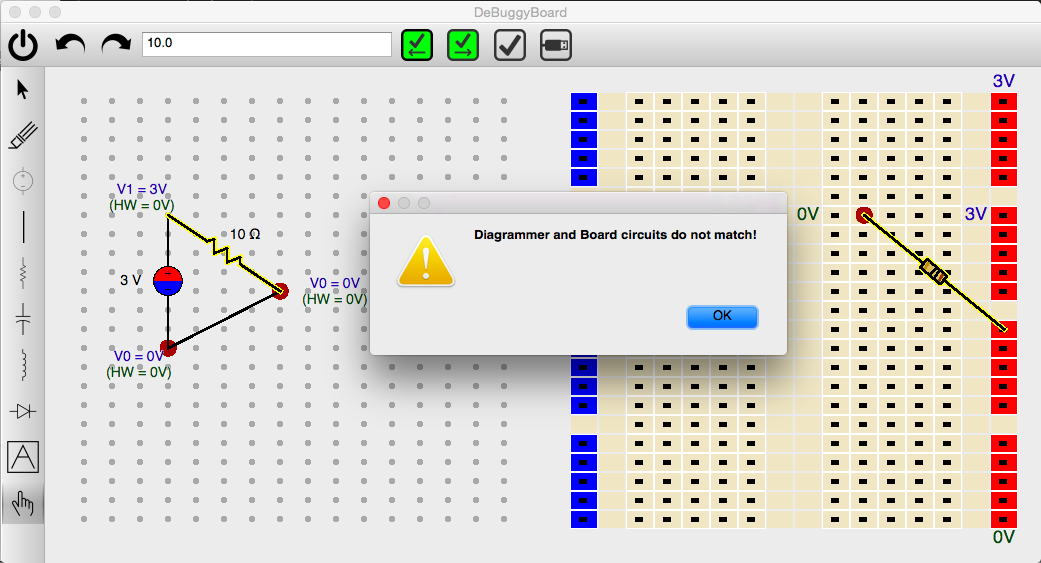 DeBuggyBoard
10.0
3V
V1 = 3V
(HW = 0V)
10 Ω
0V
3V
Diagrammer and Board circuits do not match!
3 V
V0 = 0V
(HW = 0V)
OK
V0 = 0V
(HW = 0V)
A
0V